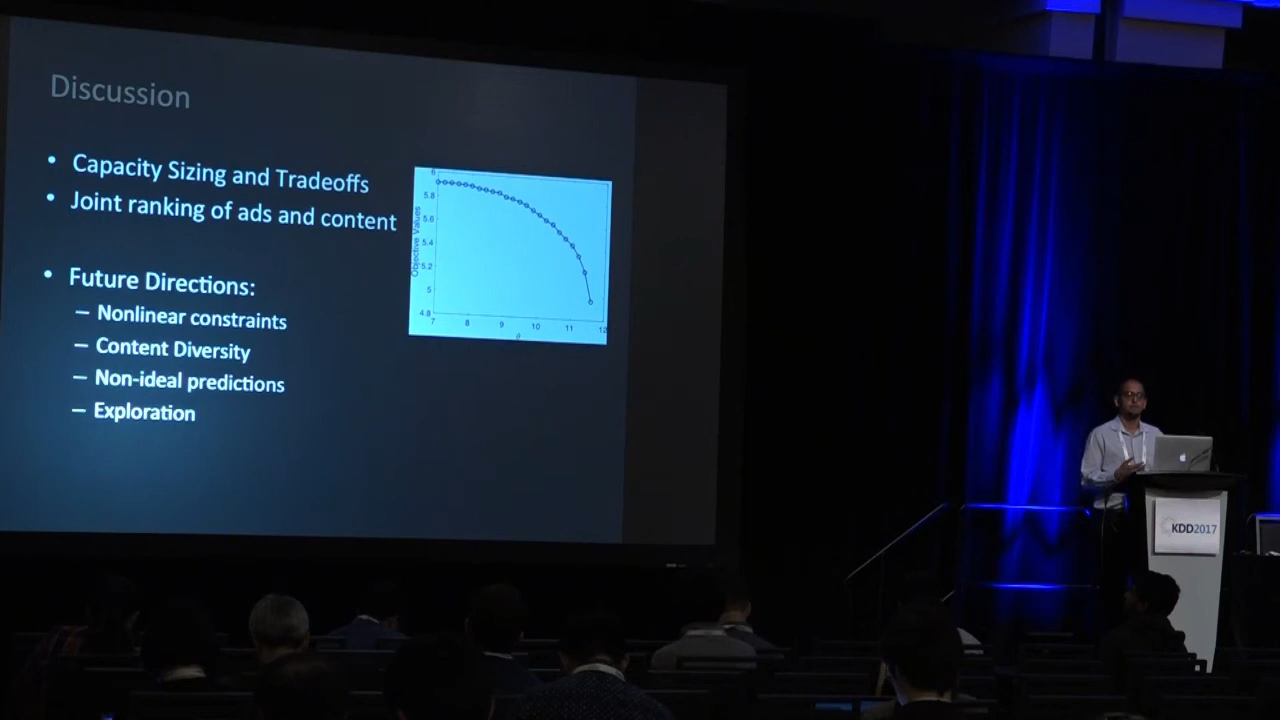 Discussion
• Capacity Sizing and Tradeoffs
• Joint ranking of ads and content
• Future Directions:
– Nonlinear constraints
– Content Diversity
– Non-ideal predictions
– Exploration
Objective Values
6
5.8
5.6
5.4
5.2
5
4.8
7 8 9 10 11 12
KDD2017